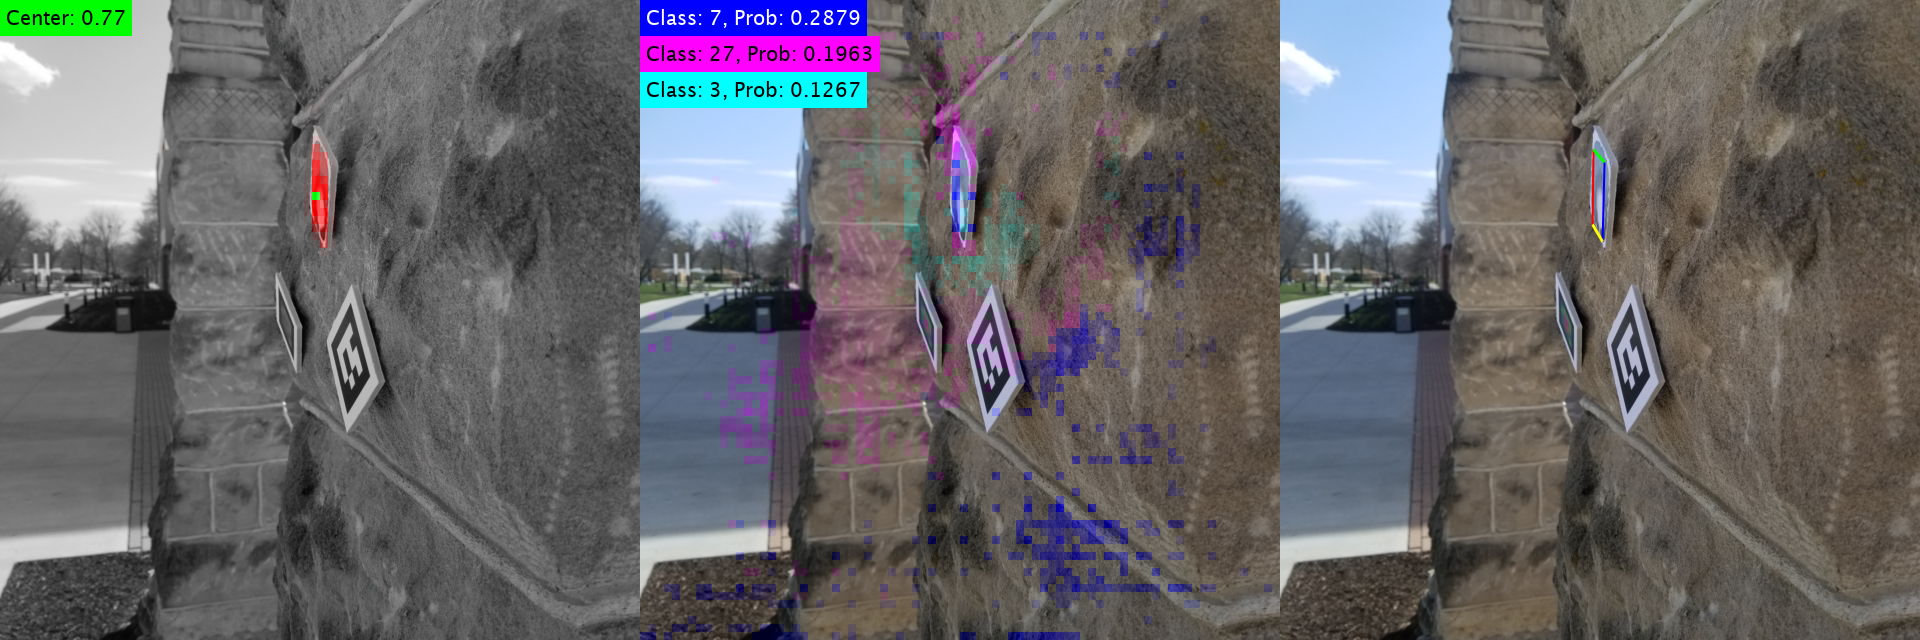 Center: 0.77
Class: 7, Prob: 0.2879
Class: 27, Prob: 0.1963
Class: 3, Prob: 0.1267